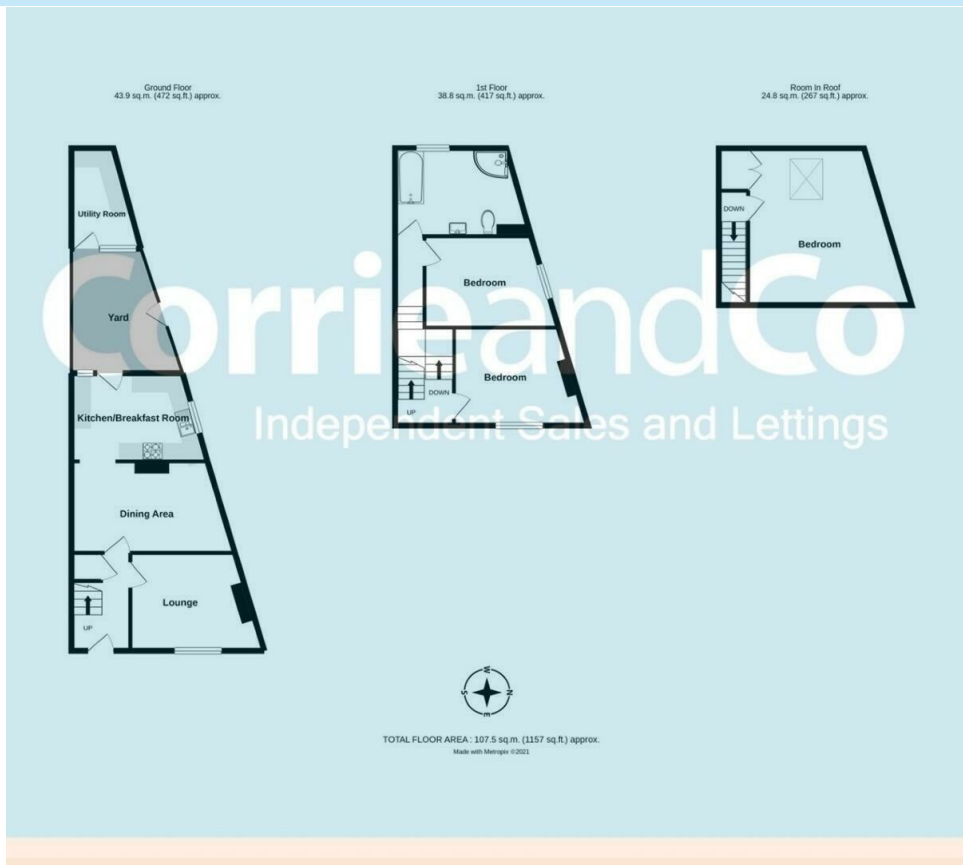 Ground Floor
43.9 sq.m. (472 sq.ft.) approx.
1st Floor
38.8 sq.m. (417 sq.ft.) approx.
Room In Roof
24.8 sq.m. (267 sq.ft.) approx.
Utility Room
Yard
Kitchen/Breakfast Room
Dining Area
Lounge
UP
Bedroom
Bedroom
DOWN
UP
DOWN
Bedroom
CorrieandCo
Independent Sales and Lettings
W
N
E
S
TOTAL FLOOR AREA : 107.5 sq.m. (1157 sq.ft.) approx.
Made with Metropix ©2021